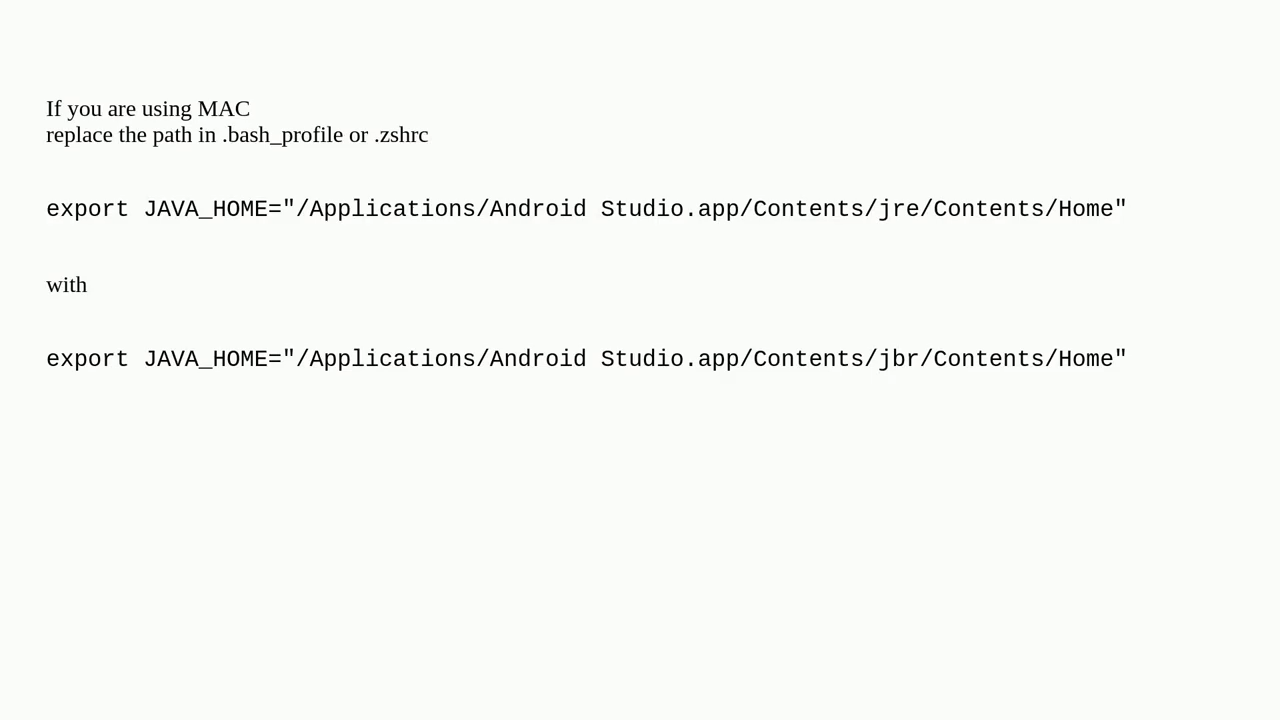 If you are using MAC
replace the path in .bash_profile or .zshrc
export JAVA_HOME="/Applications/Android Studio.app/Contents/jre/Contents/Home"
with
export JAVA_HOME="/Applications/Android Studio.app/Contents/jbr/Contents/Home"